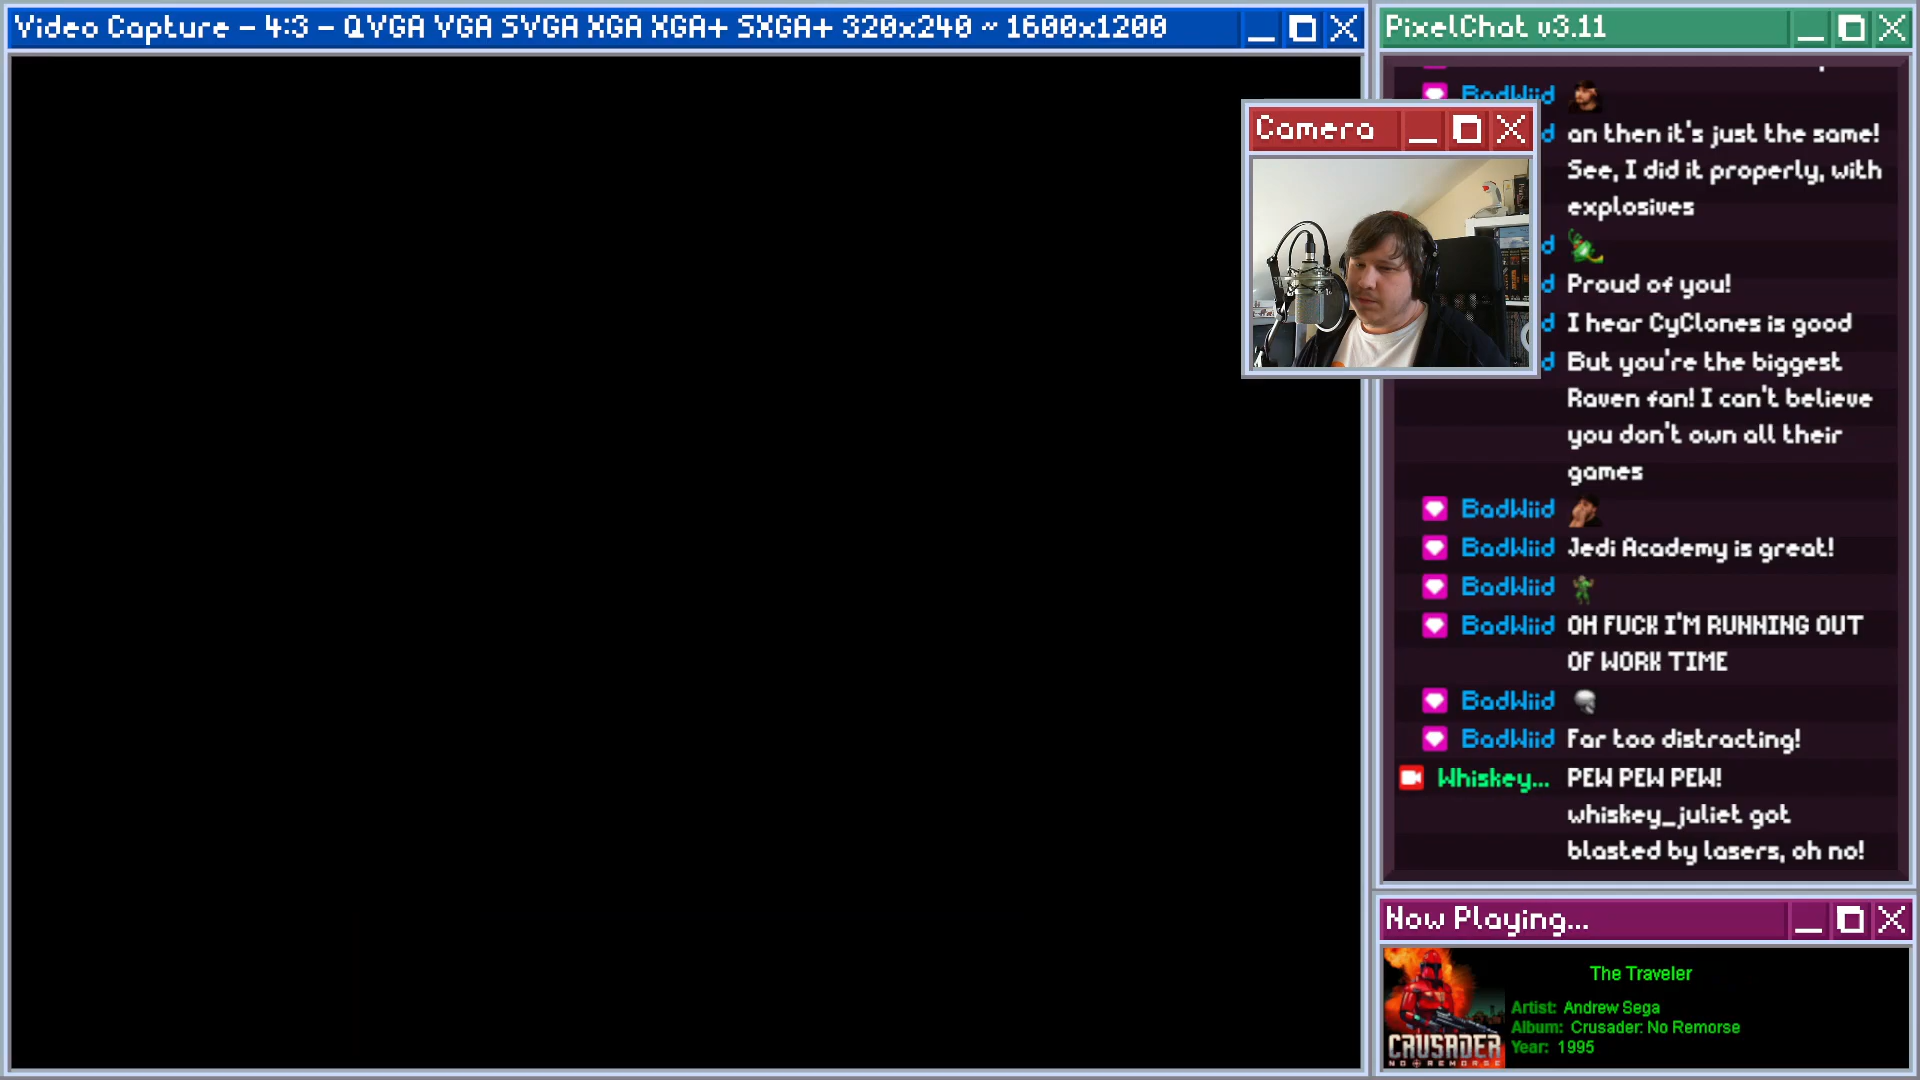 Video Capture - 4:3 - QVGA VGA SVGA XGA XGA+ SXGA+ 320x240 ~ 1600x1200
PixelChat v3.11
BadWiid
Camera
d an then it's just the same!
See, I did it properly, with
explosives
d
d Proud of you!
d I hear CyClones is good
d But you're the biggest
Raven fan! I can't believe
you don't own all their
games
BadWiid
BadWiid Jedi Academy is great!
BadWiid
BadWiid OH FUCK I'M RUNNING OUT
OF WORK TIME
BadWiid
BadWiid Far too distracting!
Whiskey... PEW PEW PEW!
whiskey_juliet got
blasted by lasers, oh no!
Now Playing...
The Traveler
Artist: Andrew Sega
Album: Crusader: No Remorse
Year: 1995
CRUSADER
NO REMORSE